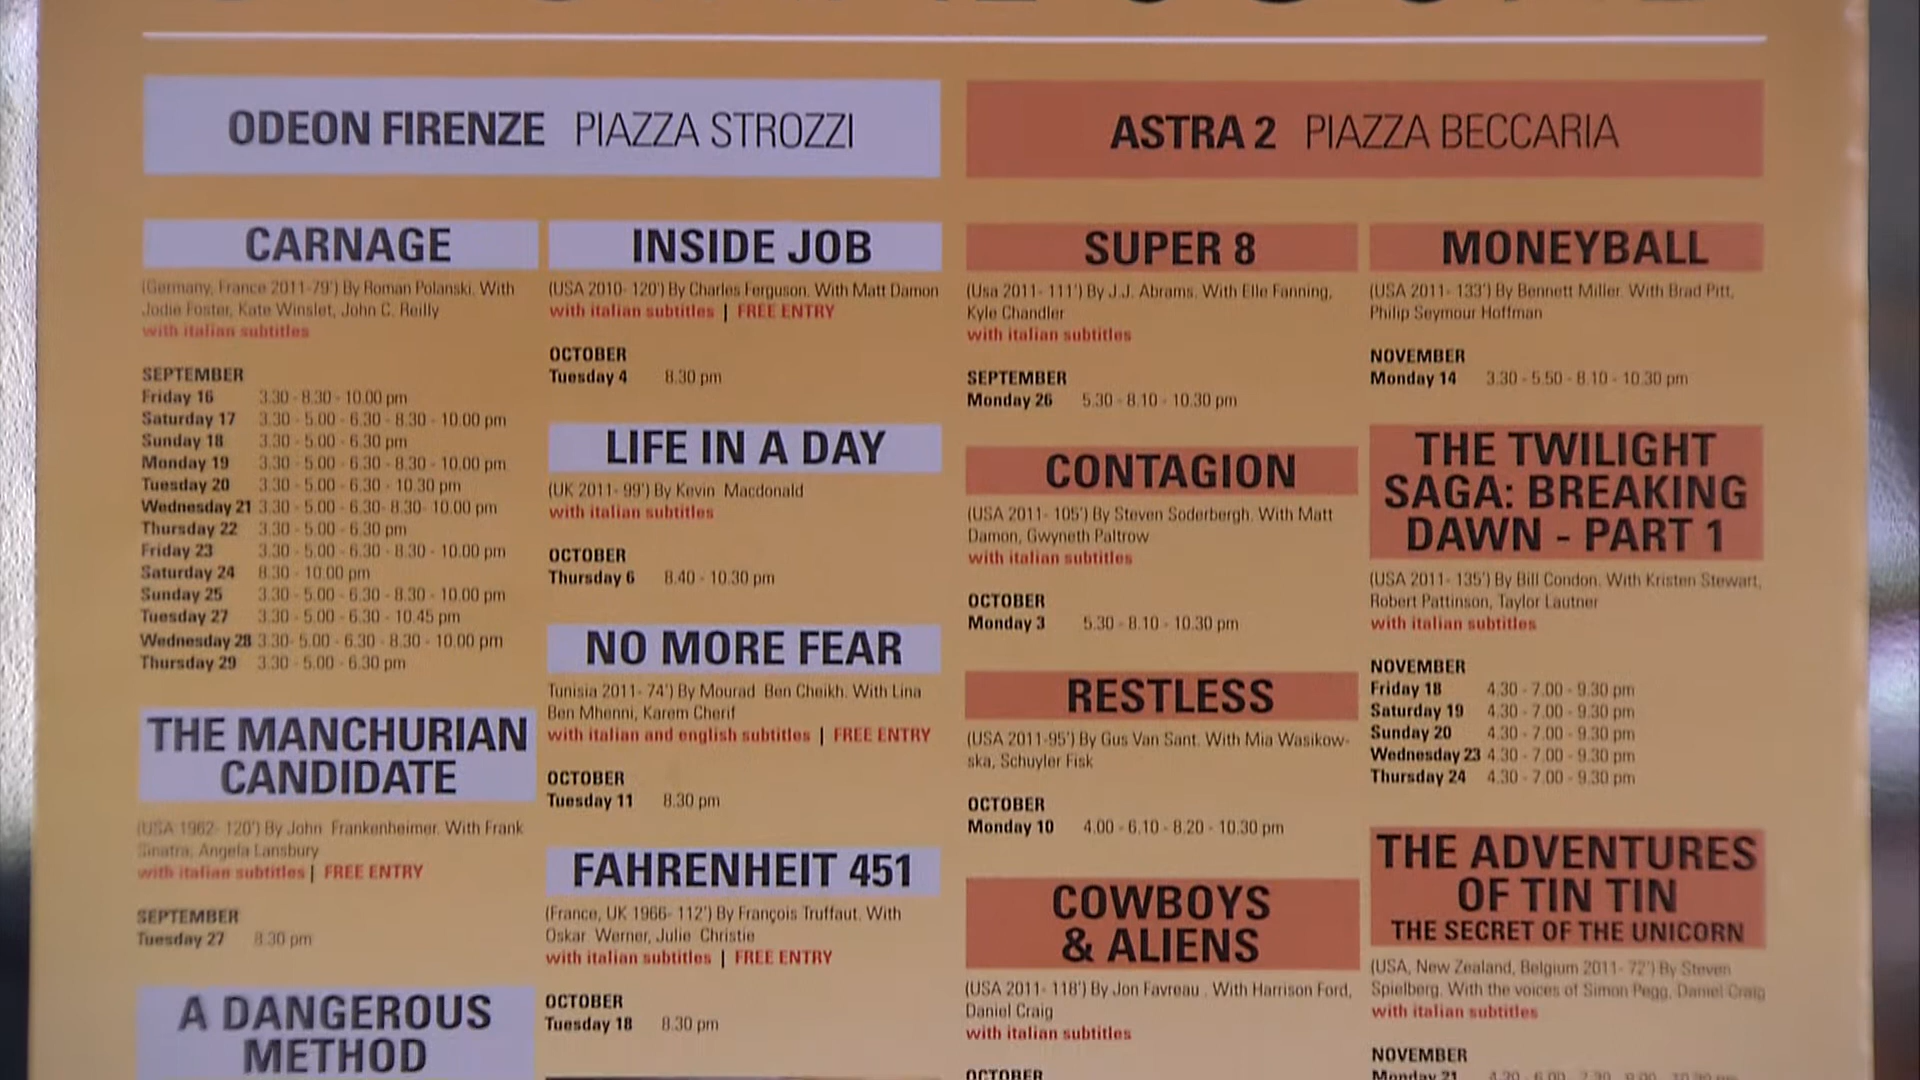 ODEON FIRENZE PIAZZA STROZZI
CARNAGE
(Germany, France 2011-79') By Roman Polanski. With
Jodie Foster, Kate Winslet, John C. Reilly
with italian subtitles
SEPTEMBER
Friday 16 3.30 - 8.30 - 10.00 pm
Saturday 17 3.30 - 5.00 - 6.30 - 8.30 - 10.00 pm
Sunday 18 3.30 - 5.00 - 6.30 pm
Monday 19 3.30 - 5.00 - 6.30 - 8.30 - 10.00 pm
Tuesday 20 3.30 - 5.00 - 6.30 - 10.30 pm
Wednesday 21 3.30 - 5.00 - 6.30- 8.30- 10.00 pm
Thursday 22 3.30 - 5.00 - 6.30 pm
Friday 23 3.30 - 5.00 - 6.30 - 8.30 - 10.00 pm
Saturday 24 8.30 - 10.00 pm
Sunday 25 3.30 - 5.00 - 6.30 - 8.30 - 10.00 pm
Tuesday 27 3.30 - 5.00 - 6.30 - 10.45 pm
Wednesday 28 3.30- 5.00 - 6.30 - 8.30 - 10.00 pm
Thursday 29 3.30 - 5.00 - 6.30 pm
THE MANCHURIAN
CANDIDATE
(USA 1962- 120') By John Frankenheimer. With Frank
Sinatra, Angela Lansbury
with italian subtitles | FREE ENTRY
SEPTEMBER
Tuesday 27 8.30 pm
A DANGEROUS
METHOD
INSIDE JOB
(USA 2010- 120') By Charles Ferguson. With Matt Damon
with italian subtitles | FREE ENTRY
OCTOBER
Tuesday 4 8.30 pm
LIFE IN A DAY
(UK 2011- 99') By Kevin Macdonald
with italian subtitles
OCTOBER
Thursday 6 8.40 - 10.30 pm
NO MORE FEAR
Tunisia 2011- 74') By Mourad Ben Cheikh. With Lina
Ben Mhenni, Karem Cherif
with italian and english subtitles | FREE ENTRY
OCTOBER
Tuesday 11 8.30 pm
FAHRENHEIT 451
(France, UK 1966- 112') By François Truffaut. With
Oskar Werner, Julie Christie
with italian subtitles | FREE ENTRY
OCTOBER
Tuesday 18 8.30 pm
ASTRA 2 PIAZZA BECCARIA
SUPER 8
(Usa 2011- 111') By J.J. Abrams. With Elle Fanning,
Kyle Chandler
with italian subtitles
SEPTEMBER
Monday 26 5.30 - 8.10 - 10.30 pm
CONTAGION
(USA 2011- 105') By Steven Soderbergh. With Matt
Damon, Gwyneth Paltrow
with italian subtitles
OCTOBER
Monday 3 5.30 - 8.10 - 10.30 pm
RESTLESS
(USA 2011-95') By Gus Van Sant. With Mia Wasikow-
ska, Schuyler Fisk
OCTOBER
Monday 10 4.00 - 6.10 - 8.20 - 10.30 pm
COWBOYS
& ALIENS
(USA 2011- 118') By Jon Favreau . With Harrison Ford,
Daniel Craig
with italian subtitles
OCTOBER
MONEYBALL
(USA 2011- 133') By Bennett Miller. With Brad Pitt,
Philip Seymour Hoffman
NOVEMBER
Monday 14 3.30 - 5.50 - 8.10 - 10.30 pm
THE TWILIGHT
SAGA: BREAKING
DAWN - PART 1
(USA 2011- 135') By Bill Condon. With Kristen Stewart,
Robert Pattinson, Taylor Lautner
with italian subtitles
NOVEMBER
Friday 18 4.30 - 7.00 - 9.30 pm
Saturday 19 4.30 - 7.00 - 9.30 pm
Sunday 20 4.30 - 7.00 - 9.30 pm
Wednesday 23 4.30 - 7.00 - 9.30 pm
Thursday 24 4.30 - 7.00 - 9.30 pm
THE ADVENTURES
OF TIN TIN
THE SECRET OF THE UNICORN
(USA, New Zealand, Belgium 2011- 72') By Steven
Spielberg. With the voices of Simon Pegg, Daniel Craig
with italian subtitles
NOVEMBER
Monday 21